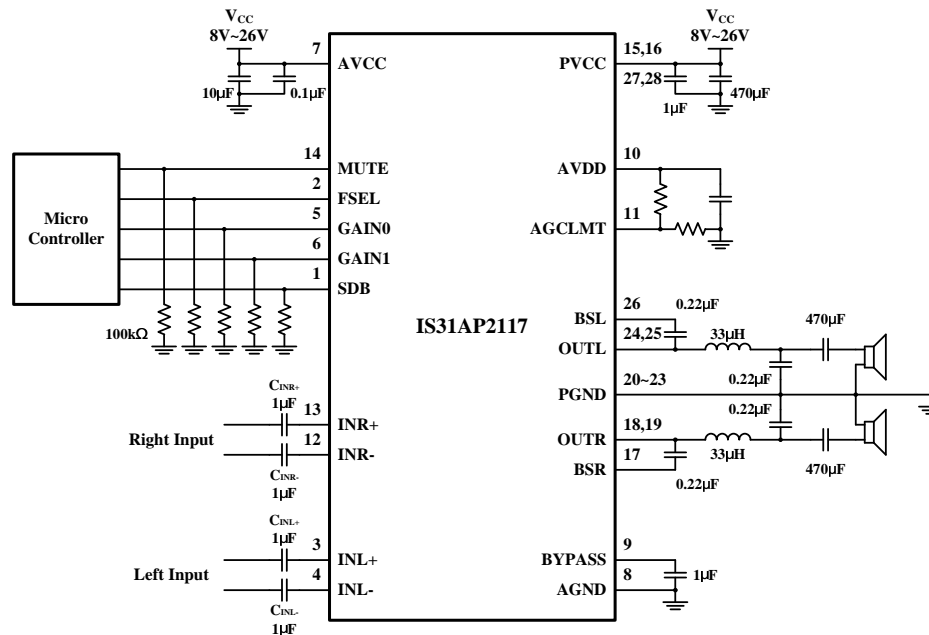 VCC
8V~26V
7
AVCC
10µF
0.1µF
VCC
8V~26V
15,16
PVCC
27,28
1µF
470µF
Micro
Controller
14
MUTE
2
FSEL
5
GAIN0
6
GAIN1
1
SDB
100kΩ
10
AVDD
11
AGCLMT
IS31AP2117
26
BSL
0.22µF
24,25
OUTL
33µH
470µF
0.22µF
20~23
PGND
0.22µF
18,19
OUTR
33µH
470µF
17
BSR
0.22µF
CINR+
1µF
13
INR+
Right Input
12
INR-
CINR-
1µF
CINL+
1µF
3
INL+
Left Input
4
INL-
CINL-
1µF
9
BYPASS
8
AGND
1µF